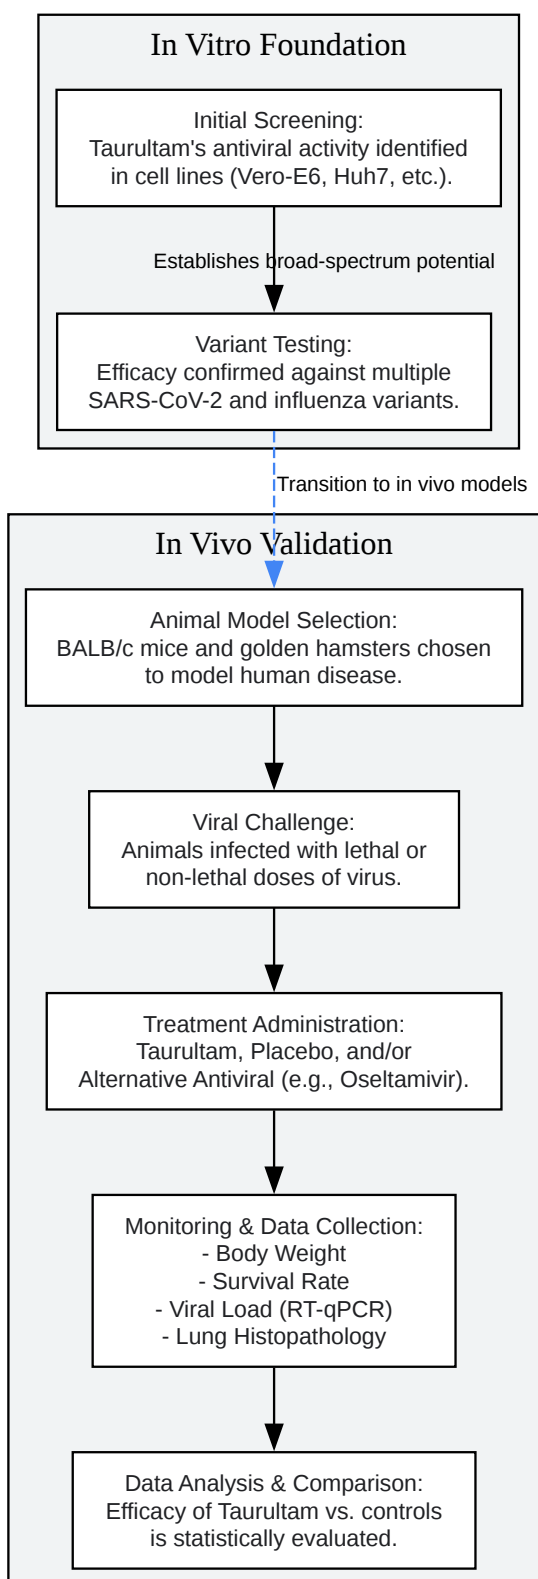 In Vitro Foundation
Initial Screening:
Taurultam's antiviral activity identified
in cell lines (Vero-E6, Huh7, etc.).
Establishes broad-spectrum potential
Variant Testing:
Efficacy confirmed against multiple
SARS-CoV-2 and influenza variants.
Transition to in vivo models
In Vivo Validation
Animal Model Selection:
BALB/c mice and golden hamsters chosen
to model human disease.
Viral Challenge:
Animals infected with lethal or
non-lethal doses of virus.
Treatment Administration:
Taurultam, Placebo, and/or
Alternative Antiviral (e.g., Oseltamivir).
Monitoring & Data Collection:
- Body Weight
- Survival Rate
- Viral Load (RT-qPCR)
- Lung Histopathology
Data Analysis & Comparison:
Efficacy of Taurultam vs. controls
is statistically evaluated.